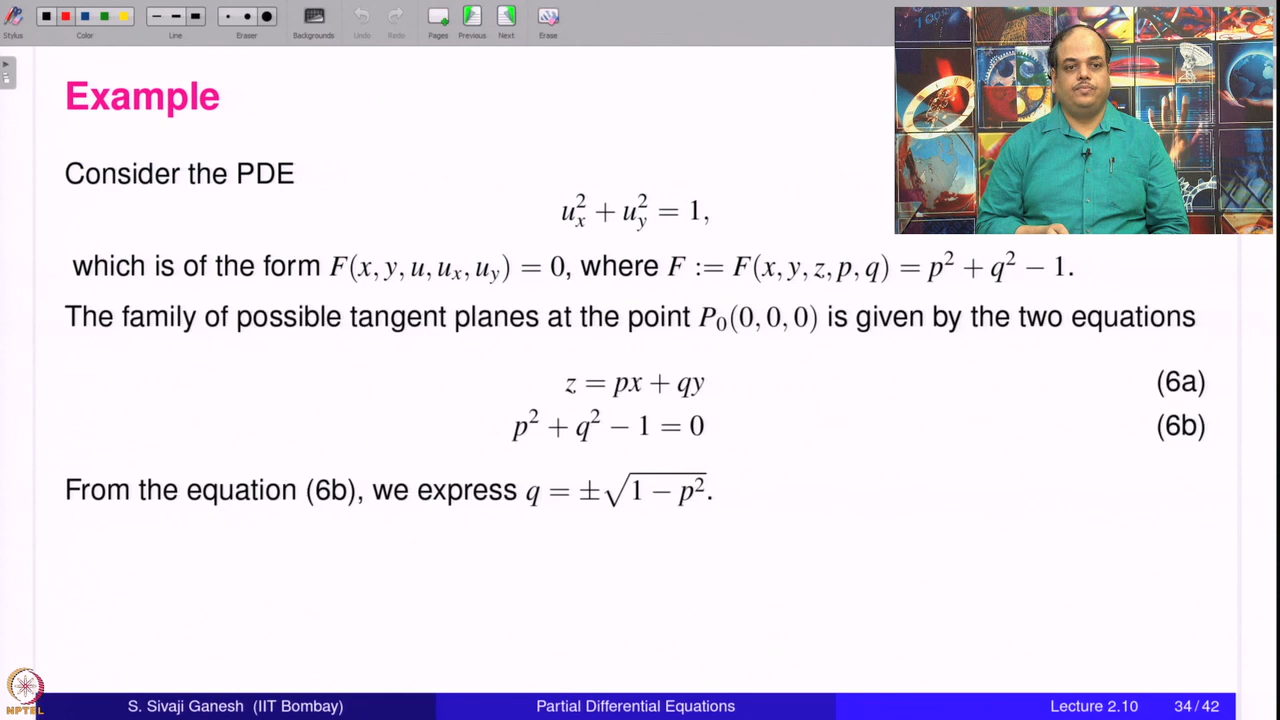 Stylus
Color
Line
Eraser
Backgrounds
Undo
Redo
Pages
Previous
Next
Erase
Example
Consider the PDE
u_x^2 + u_y^2 = 1,
which is of the form F(x, y, u, u_x, u_y) = 0, where F := F(x, y, z, p, q) = p^2 + q^2 − 1.
The family of possible tangent planes at the point P_0(0, 0, 0) is given by the two equations
z = px + qy (6a)
p^2 + q^2 − 1 = 0 (6b)
From the equation (6b), we express q = ±√(1 − p^2).
NPTEL
S. Sivaji Ganesh (IIT Bombay) Partial Differential Equations Lecture 2.10 34 / 42